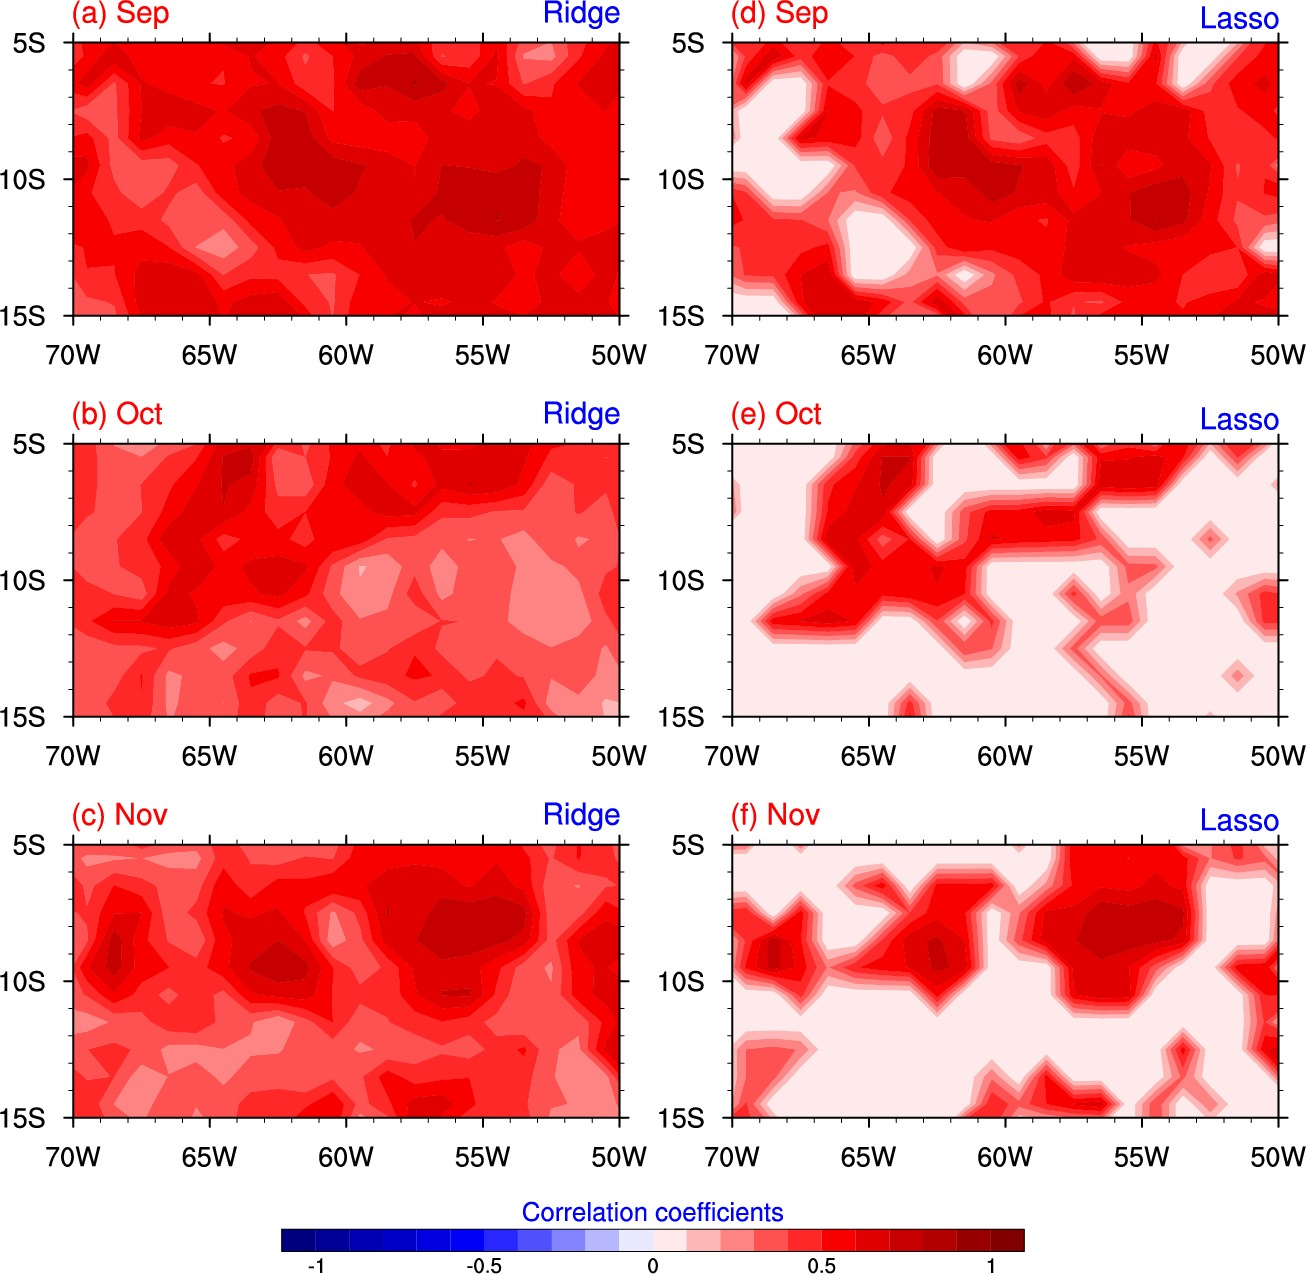 (a) Sep Ridge (d) Sep Lasso
5S 5S
10S 10S
15S 15S
70W 65W 60W 55W 50W 70W 65W 60W 55W 50W
(b) Oct Ridge (e) Oct Lasso
5S 5S
10S 10S
15S 15S
70W 65W 60W 55W 50W 70W 65W 60W 55W 50W
(c) Nov Ridge (f) Nov Lasso
5S 5S
10S 10S
15S 15S
70W 65W 60W 55W 50W 70W 65W 60W 55W 50W
Correlation coefficients
-1 -0.5 0 0.5 1